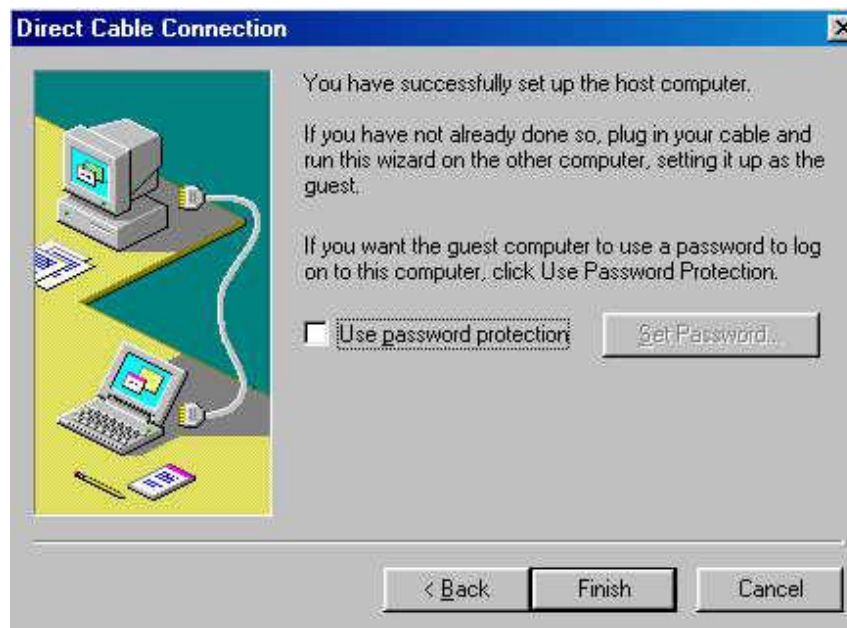 Direct Cable Connection
You have successfully set up the host computer.
If you have not already done so, plug in your cable and
run this wizard on the other computer, setting it up as the
guest.
If you want the guest computer to use a password to log
on to this computer, click Use Password Protection.
Use password protection
Set Password...
< Back
Finish
Cancel